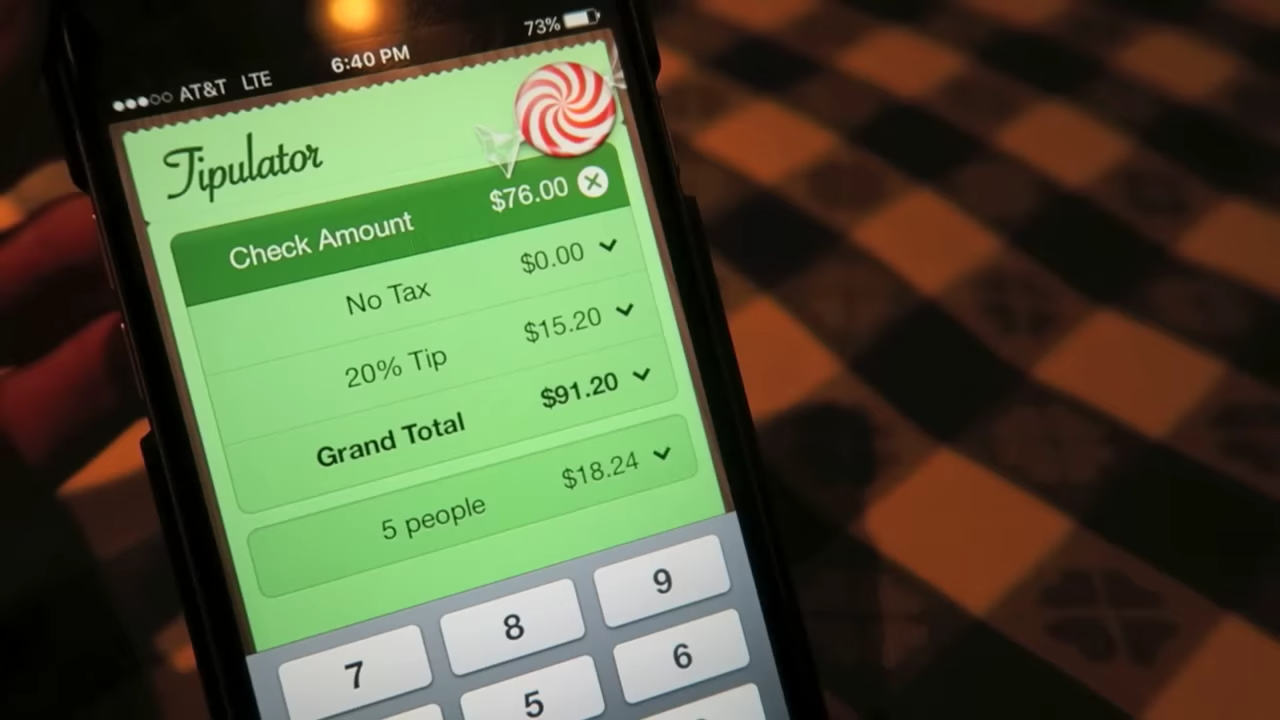 AT&T LTE 6:40 PM 73%
Tipulator
Check Amount $76.00
No Tax $0.00
20% Tip $15.20
Grand Total $91.20
5 people $18.24
7 8 9
5 6